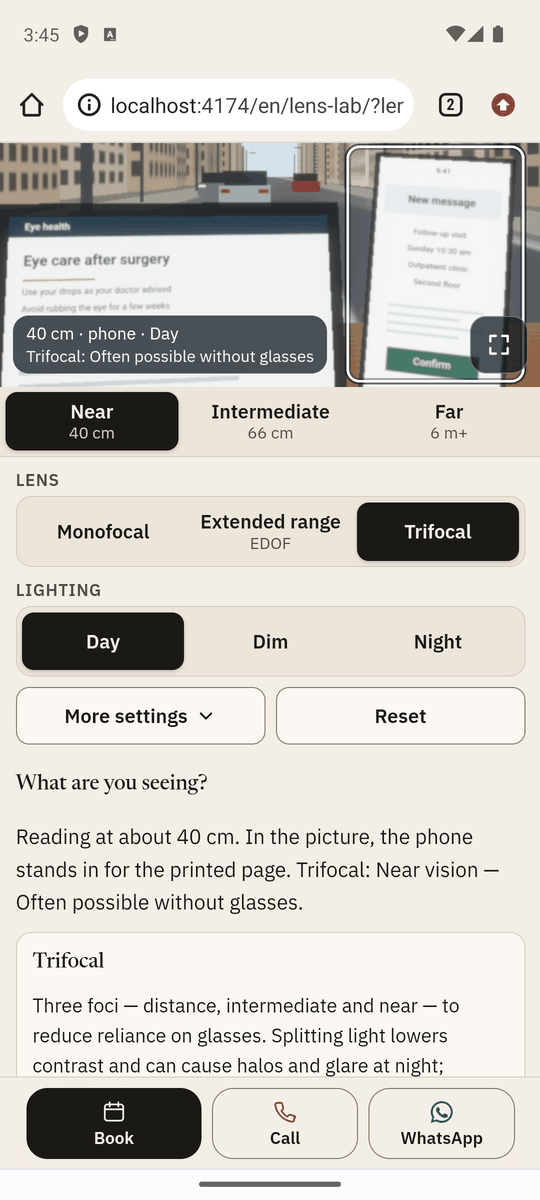 3:45
localhost:4174/en/lens-lab/?ler
2
Eye health
Eye care after surgery
Use your drops as your doctor advised
Avoid rubbing the eye for a few weeks
9:41
New message
Follow-up visit
Sunday 10:30 am
Outpatient clinic
Second floor
Confirm
40 cm · phone · Day
Trifocal: Often possible without glasses
Near
40 cm
Intermediate
66 cm
Far
6 m+
LENS
Monofocal
Extended range
EDOF
Trifocal
LIGHTING
Day
Dim
Night
More settings
Reset
What are you seeing?
Reading at about 40 cm. In the picture, the phone
stands in for the printed page. Trifocal: Near vision —
Often possible without glasses.
Trifocal
Three foci — distance, intermediate and near — to
reduce reliance on glasses. Splitting light lowers
contrast and can cause halos and glare at night;
Book
Call
WhatsApp